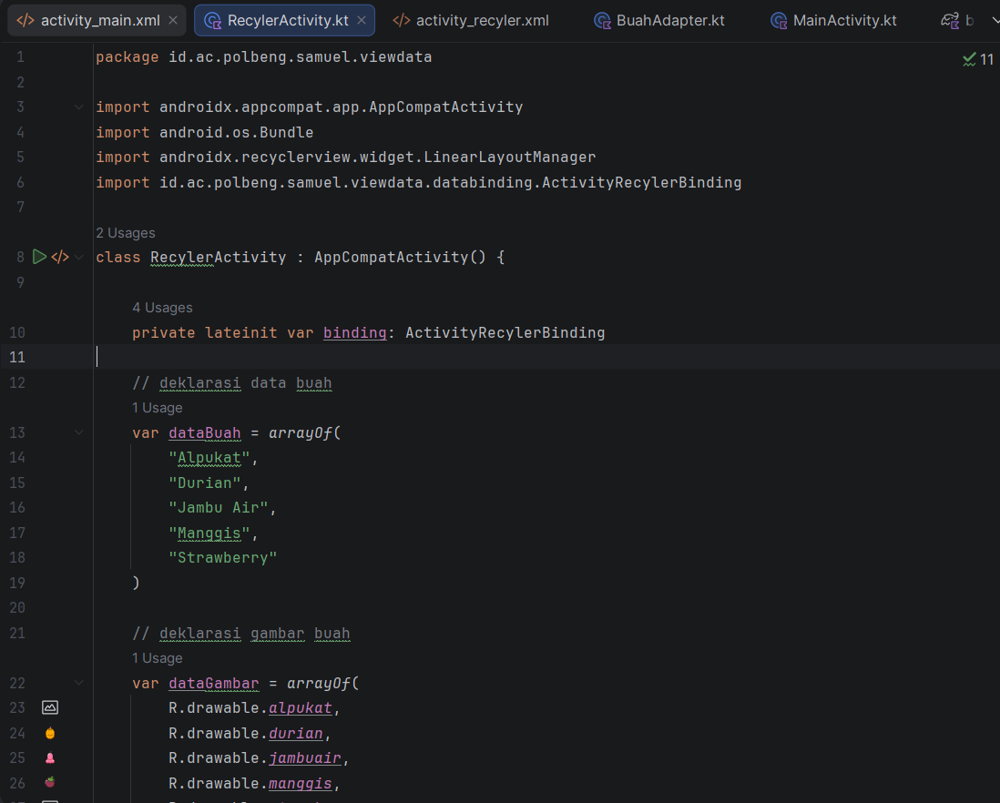 </> activity_main.xml × RecylerActivity.kt × </> activity_recyler.xml BuahAdapter.kt MainActivity.kt b
1 package id.ac.polbeng.samuel.viewdata 11
2
3 import androidx.appcompat.app.AppCompatActivity
4 import android.os.Bundle
5 import androidx.recyclerview.widget.LinearLayoutManager
6 import id.ac.polbeng.samuel.viewdata.databinding.ActivityRecylerBinding
7
2 Usages
8 </> class RecylerActivity : AppCompatActivity() {
9
4 Usages
10 private lateinit var binding: ActivityRecylerBinding
11
12 // deklarasi data buah
1 Usage
13 var dataBuah = arrayOf(
14 "Alpukat",
15 "Durian",
16 "Jambu Air",
17 "Manggis",
18 "Strawberry"
19 )
20
21 // deklarasi gambar buah
1 Usage
22 var dataGambar = arrayOf(
23 R.drawable.alpukat,
24 R.drawable.durian,
25 R.drawable.jambuair,
26 R.drawable.manggis,